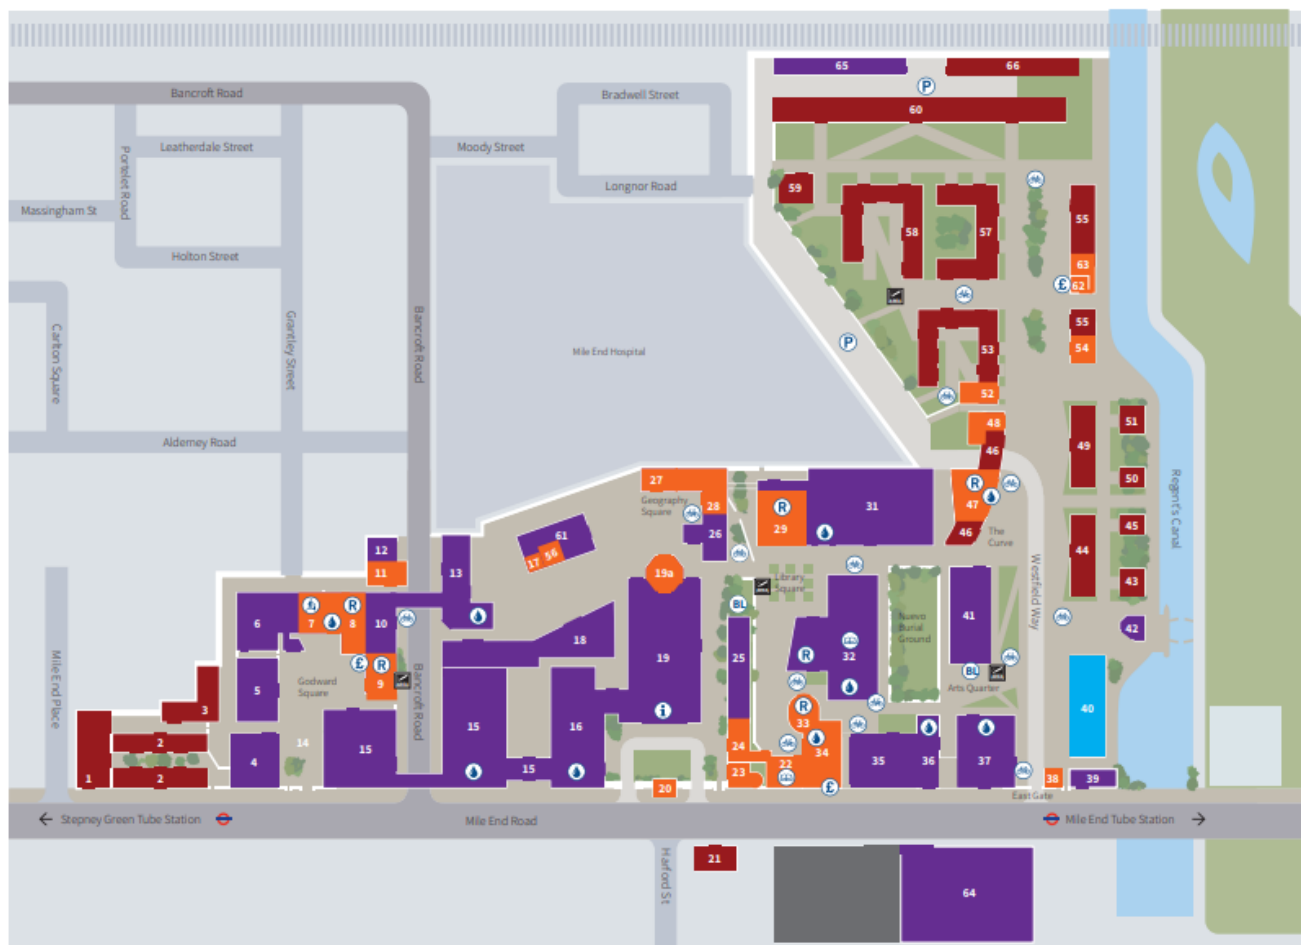 65
66
Bancroft Road
Bradwell Street
P
60
Leatherdale Street
Moody Street
Portelet Road
Longnor Road
59
Massingham St
55
58
57
Holton Street
63
£
62
Carlton Square
Grantley Street
Bancroft Road
55
P
Mile End Hospital
53
54
52
48
51
Alderney Road
49
46
27
50
R
Geography
Square
28
R
31
47
Regent's Canal
29
45
61
26
46
The
Curve
12
17
56
44
11
13
19a
Library
Square
43
Westfield Way
BL
6
7
R
8
10
41
Nuevo
Burial
Ground
42
18
R
32
19
25
£
R
9
BL
Godward
Square
5
Arts Quarter
Mile End Place
Bancroft Road
3
i
R
40
33
15
16
2
14
15
24
34
4
22
35
36
37
1
2
15
23
38
39
20
£
East Gate
Stepney Green Tube Station
Mile End Road
Mile End Tube Station
Harford St
21
64